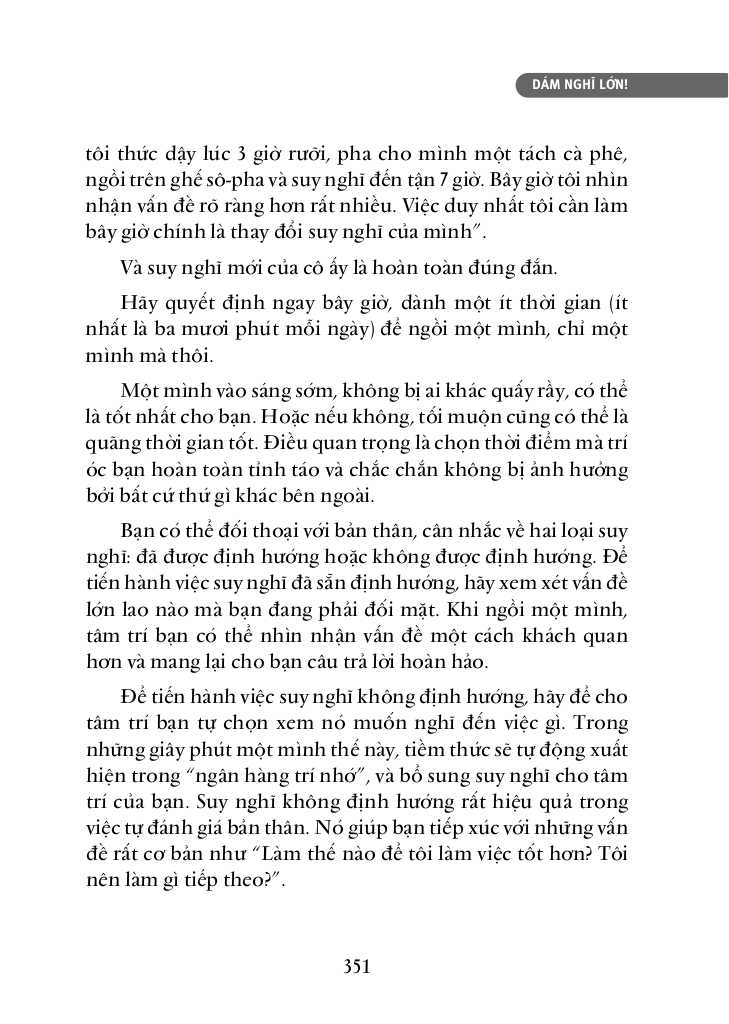 DÁM NGHĨ LỚN!
tôi thức dậy lúc 3 giờ rưỡi, pha cho mình một tách cà phê,
ngồi trên ghế sô-pha và suy nghĩ đến tận 7 giờ. Bây giờ tôi nhìn
nhận vấn đề rõ ràng hơn rất nhiều. Việc duy nhất tôi cần làm
bây giờ chính là thay đổi suy nghĩ của mình”.
Và suy nghĩ mới của cô ấy là hoàn toàn đúng đắn.
Hãy quyết định ngay bây giờ, dành một ít thời gian (ít
nhất là ba mươi phút mỗi ngày) để ngồi một mình, chỉ một
mình mà thôi.
Một mình vào sáng sớm, không bị ai khác quấy rầy, có thể
là tốt nhất cho bạn. Hoặc nếu không, tối muộn cũng có thể là
quãng thời gian tốt. Điều quan trọng là chọn thời điểm mà trí
óc bạn hoàn toàn tỉnh táo và chắc chắn không bị ảnh hưởng
bởi bất cứ thứ gì khác bên ngoài.
Bạn có thể đối thoại với bản thân, cân nhắc về hai loại suy
nghĩ: đã được định hướng hoặc không được định hướng. Để
tiến hành việc suy nghĩ đã sẵn định hướng, hãy xem xét vấn đề
lớn lao nào mà bạn đang phải đối mặt. Khi ngồi một mình,
tâm trí bạn có thể nhìn nhận vấn đề một cách khách quan
hơn và mang lại cho bạn câu trả lời hoàn hảo.
Để tiến hành việc suy nghĩ không định hướng, hãy để cho
tâm trí bạn tự chọn xem nó muốn nghĩ đến việc gì. Trong
những giây phút một mình thế này, tiềm thức sẽ tự động xuất
hiện trong “ngân hàng trí nhớ”, và bổ sung suy nghĩ cho tâm
trí của bạn. Suy nghĩ không định hướng rất hiệu quả trong
việc tự đánh giá bản thân. Nó giúp bạn tiếp xúc với những vấn
đề rất cơ bản như “Làm thế nào để tôi làm việc tốt hơn? Tôi
nên làm gì tiếp theo?”.
351